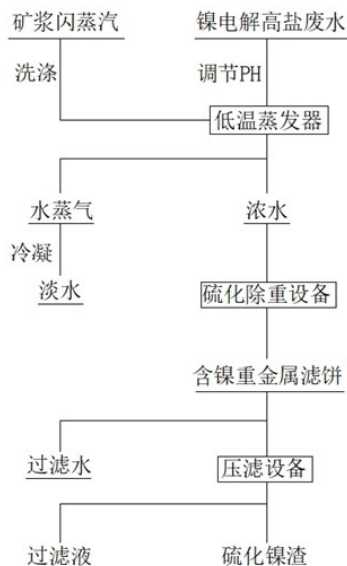 矿浆闪蒸汽
镍电解高盐废水
洗涤
调节PH
低温蒸发器
水蒸气
浓水
冷凝
淡水
硫化除重设备
含镍重金属滤饼
过滤水
压滤设备
过滤液
硫化镍渣